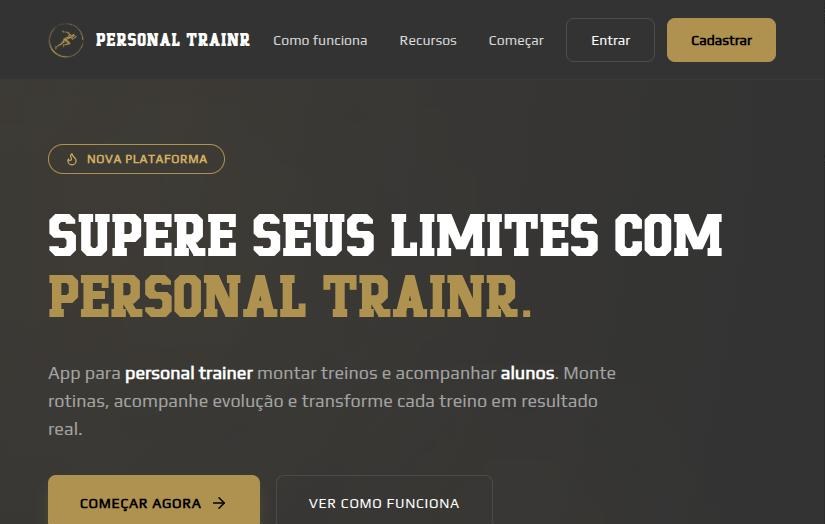 PERSONAL TRAINR
Como funciona
Recursos
Começar
Entrar
Cadastrar
NOVA PLATAFORMA
SUPERE SEUS LIMITES COM
PERSONAL TRAINR.
App para personal trainer montar treinos e acompanhar alunos. Monte
rotinas, acompanhe evolução e transforme cada treino em resultado
real.
COMEÇAR AGORA
VER COMO FUNCIONA